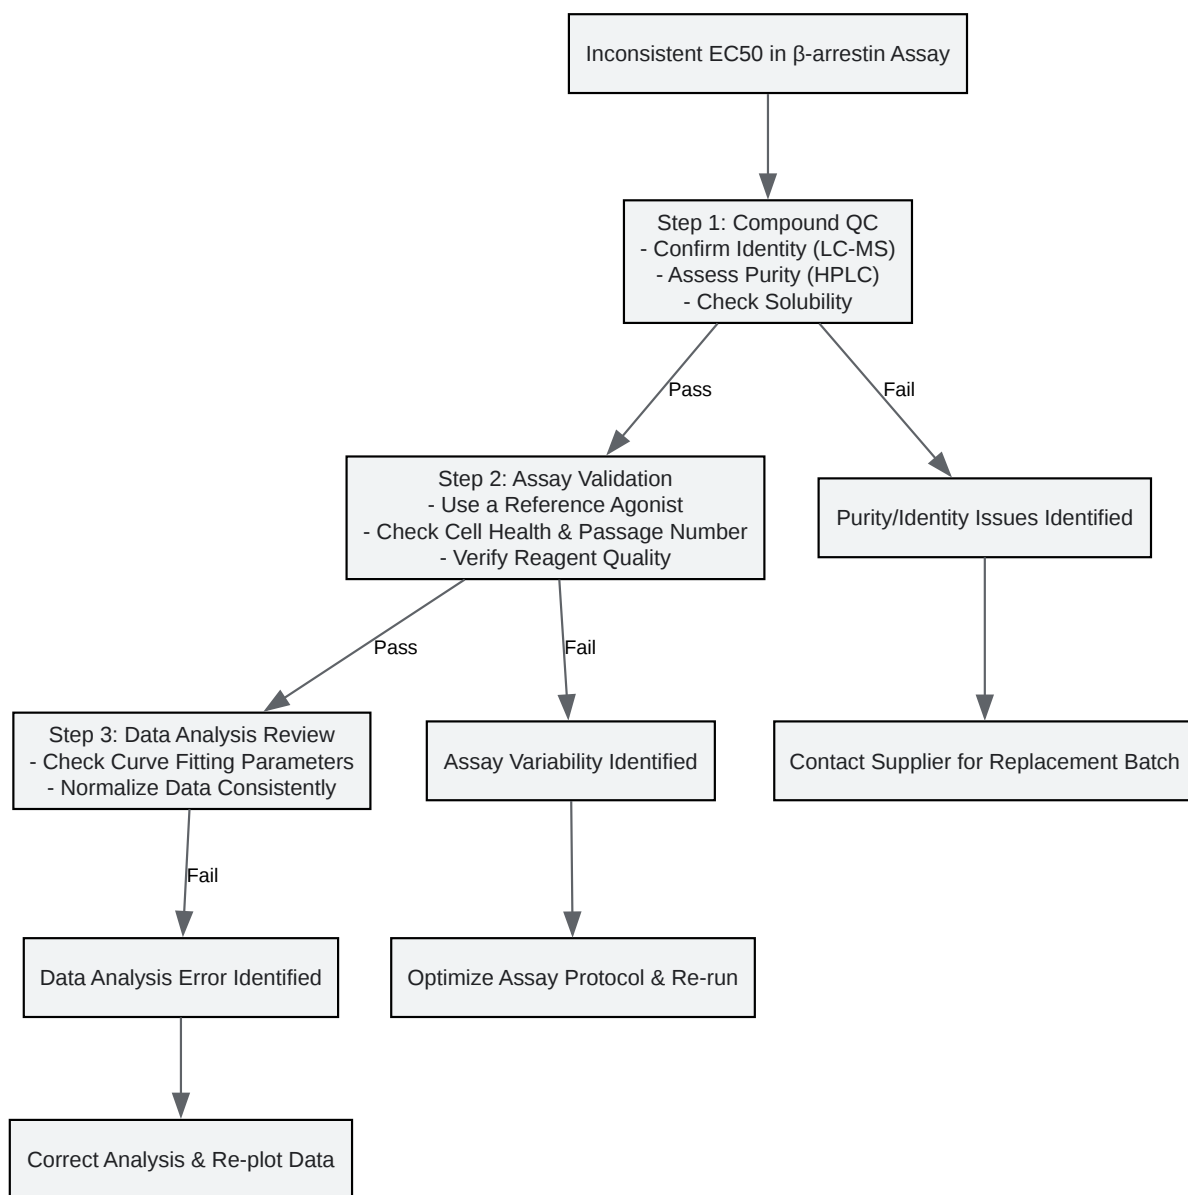 Inconsistent EC50 in β-arrestin Assay
Step 1: Compound QC
- Confirm Identity (LC-MS)
- Assess Purity (HPLC)
- Check Solubility
Pass
Fail
Step 2: Assay Validation
- Use a Reference Agonist
- Check Cell Health & Passage Number
- Verify Reagent Quality
Purity/Identity Issues Identified
Pass
Fail
Step 3: Data Analysis Review
- Check Curve Fitting Parameters
- Normalize Data Consistently
Assay Variability Identified
Contact Supplier for Replacement Batch
Fail
Data Analysis Error Identified
Optimize Assay Protocol & Re-run
Correct Analysis & Re-plot Data